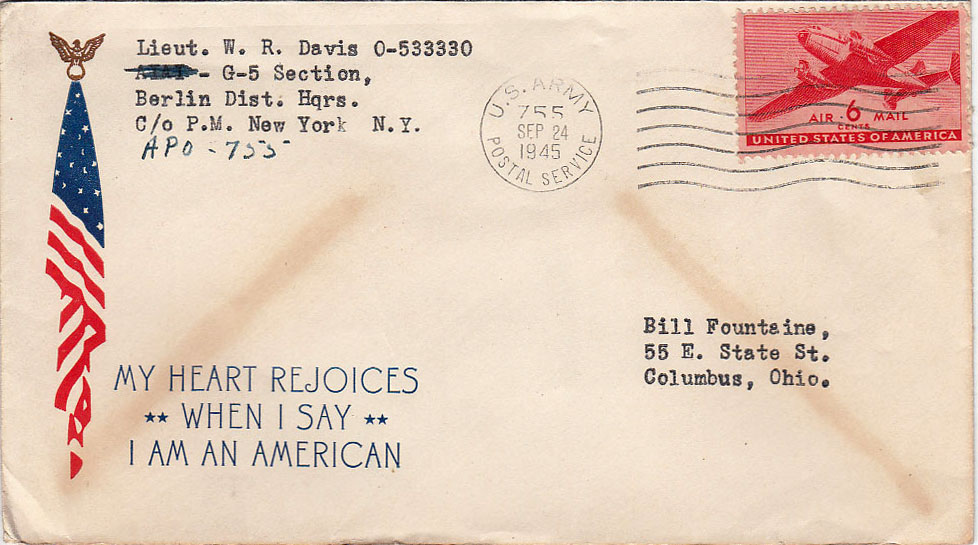 Lieut. W. R. Davis O-533330
- G-5 Section,
Berlin Dist. Hqrs.
C/o P.M. New York N.Y.
APO - 755
U.S. ARMY
755
SEP 24
1945
POSTAL SERVICE
AIR 6 MAIL
CENTS
UNITED STATES OF AMERICA
Bill Fountaine,
55 E. State St.
Columbus, Ohio.
MY HEART REJOICES
★★ WHEN I SAY ★★
I AM AN AMERICAN